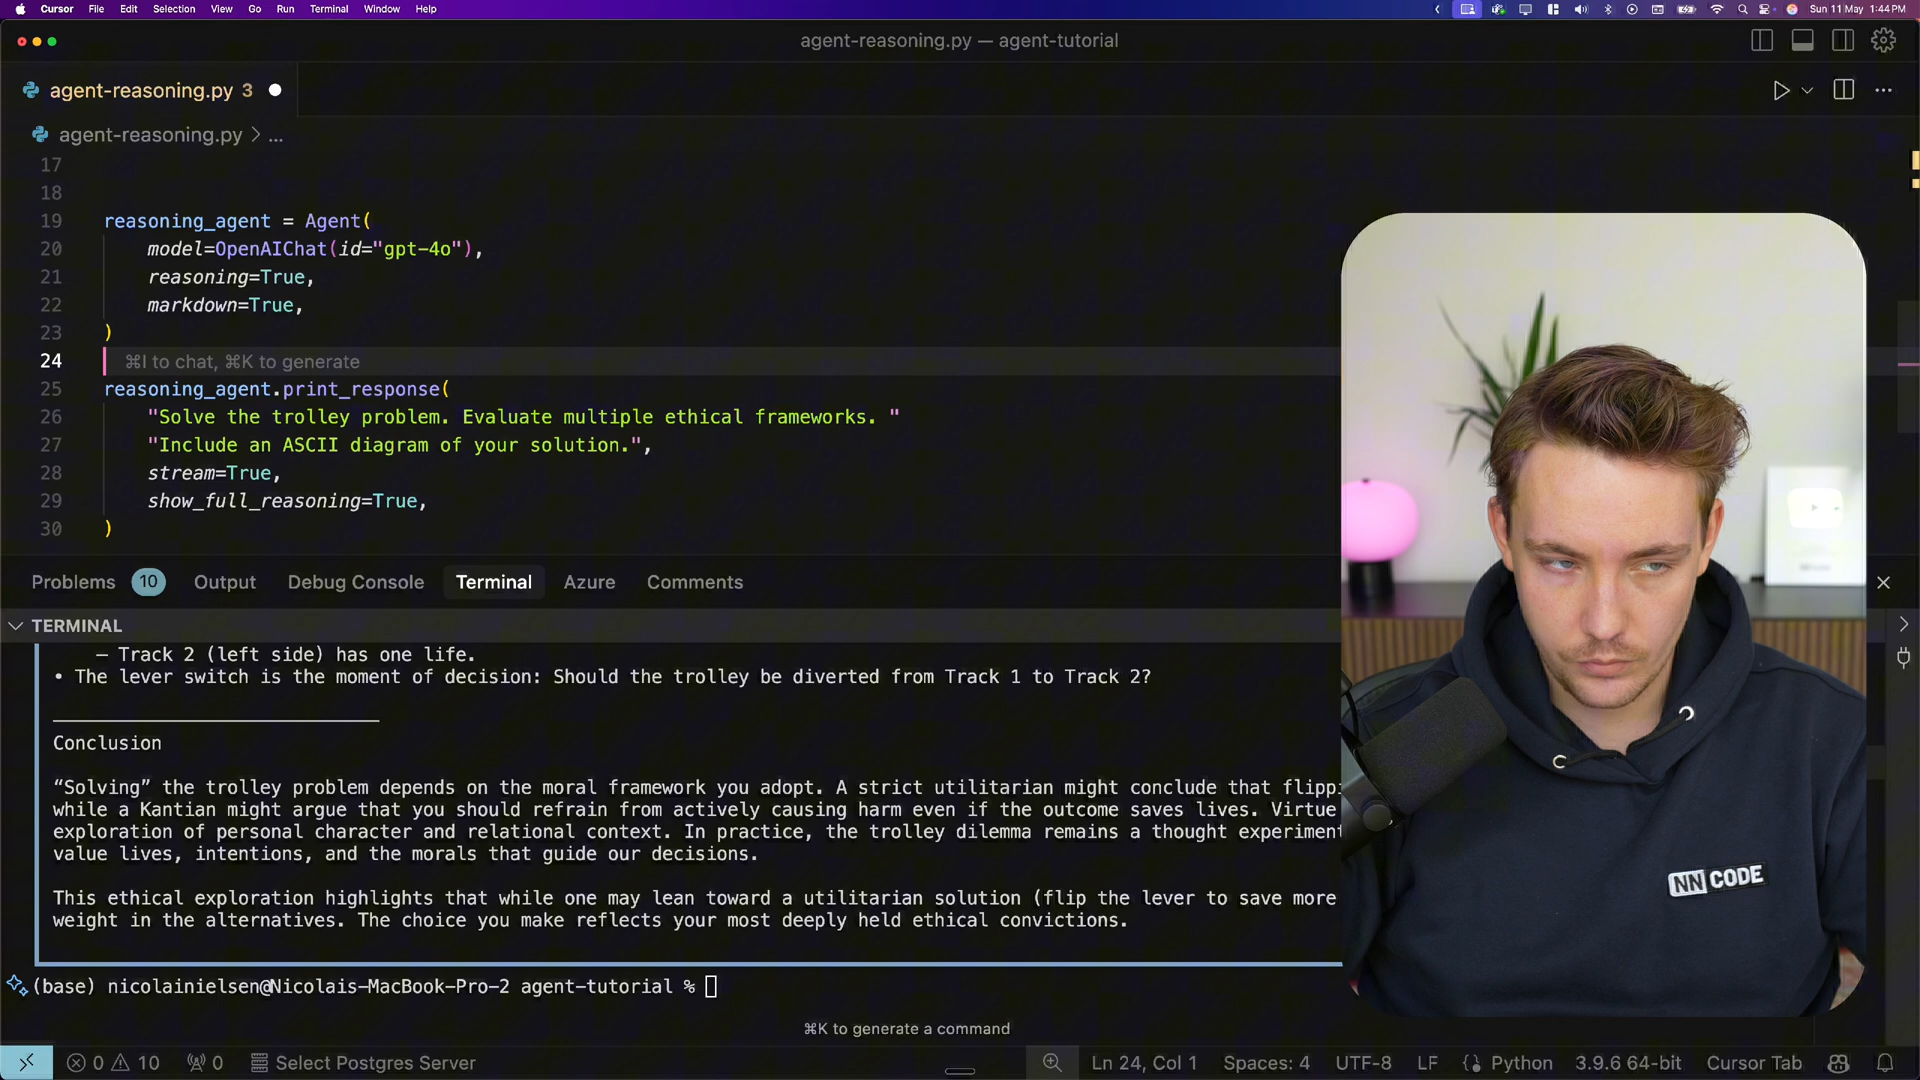 Cursor File Edit Selection View Go Run Terminal Window Help Sun 11 May 1:44 PM
agent-reasoning.py — agent-tutorial
agent-reasoning.py 3
agent-reasoning.py > ...
17
18
19 reasoning_agent = Agent(
20 model=OpenAIChat(id="gpt-4o"),
21 reasoning=True,
22 markdown=True,
23 )
24 ⌘I to chat, ⌘K to generate
25 reasoning_agent.print_response(
26 "Solve the trolley problem. Evaluate multiple ethical frameworks. "
27 "Include an ASCII diagram of your solution.",
28 stream=True,
29 show_full_reasoning=True,
30 )
Problems 10 Output Debug Console Terminal Azure Comments
TERMINAL
— Track 2 (left side) has one life.
• The lever switch is the moment of decision: Should the trolley be diverted from Track 1 to Track 2?
Conclusion
“Solving” the trolley problem depends on the moral framework you adopt. A strict utilitarian might conclude that flippi
while a Kantian might argue that you should refrain from actively causing harm even if the outcome saves lives. Virtue
exploration of personal character and relational context. In practice, the trolley dilemma remains a thought experiment
value lives, intentions, and the morals that guide our decisions.
This ethical exploration highlights that while one may lean toward a utilitarian solution (flip the lever to save more
weight in the alternatives. The choice you make reflects your most deeply held ethical convictions.
NN CODE
(base) nicolainielsen@Nicolais-MacBook-Pro-2 agent-tutorial %
⌘K to generate a command
0 10 0 Select Postgres Server Ln 24, Col 1 Spaces: 4 UTF-8 LF {} Python 3.9.6 64-bit Cursor Tab